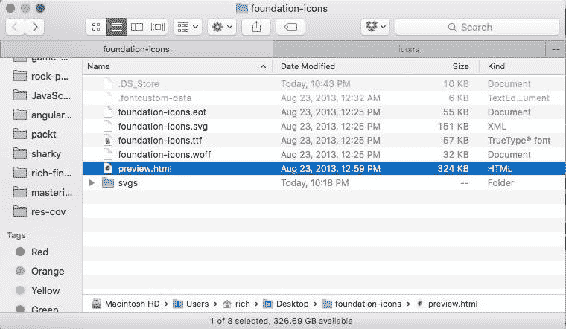 foundation-icons
Search
foundation-icons icons
game-
rock-p...
JavaSc...
angular...
packt
sharky
rich-fin...
masteri...
res-cov
Tags
Red
Orange
Yellow
Green
Name Date Modified Size Kind
.DS_Store Today, 10:43 PM 10 KB Document
.fontcustom-data Aug 23, 2013, 12:32 AM 6 KB TextEd...ument
foundation-icons.eot Aug 23, 2013, 12:25 PM 55 KB Document
foundation-icons.svg Aug 23, 2013, 12:25 PM 151 KB XML
foundation-icons.ttf Aug 23, 2013, 12:25 PM 57 KB TrueType® font
foundation-icons.woff Aug 23, 2013, 12:25 PM 32 KB Document
preview.html Aug 23, 2013, 12:59 PM 324 KB HTML
svgs Today, 10:18 PM -- Folder
Macintosh HD Users rich Desktop foundation-icons preview.html
1 of 8 selected, 326.69 GB available